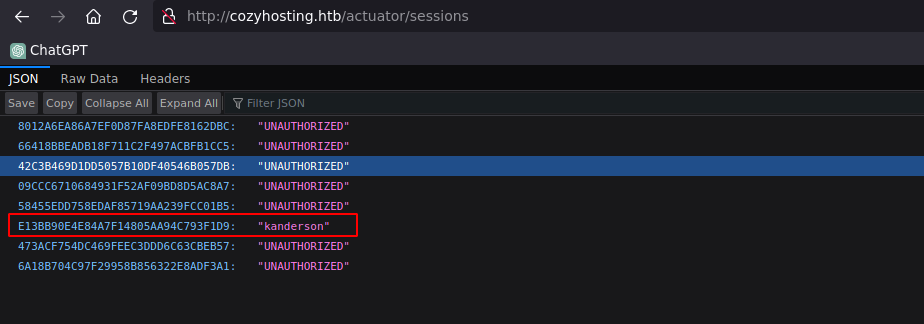 http://cozyhosting.htb/actuator/sessions
ChatGPT
JSON Raw Data Headers
Save Copy Collapse All Expand All Filter JSON
8012A6EA86A7EF0D87FA8EDFE8162DBC: "UNAUTHORIZED"
66418BBEADB18F711C2F497ACBFB1CC5: "UNAUTHORIZED"
42C3B469D1DD5057B10DF40546B057DB: "UNAUTHORIZED"
09CCC6710684931F52AF09BD8D5AC8A7: "UNAUTHORIZED"
58455EDD758EDAF85719AA239FCC01B5: "UNAUTHORIZED"
E13BB90E4E84A7F14805AA94C793F1D9: "kanderson"
473ACF754DC469FEEC3DDD6C63CBEB57: "UNAUTHORIZED"
6A18B704C97F29958B856322E8ADF3A1: "UNAUTHORIZED"